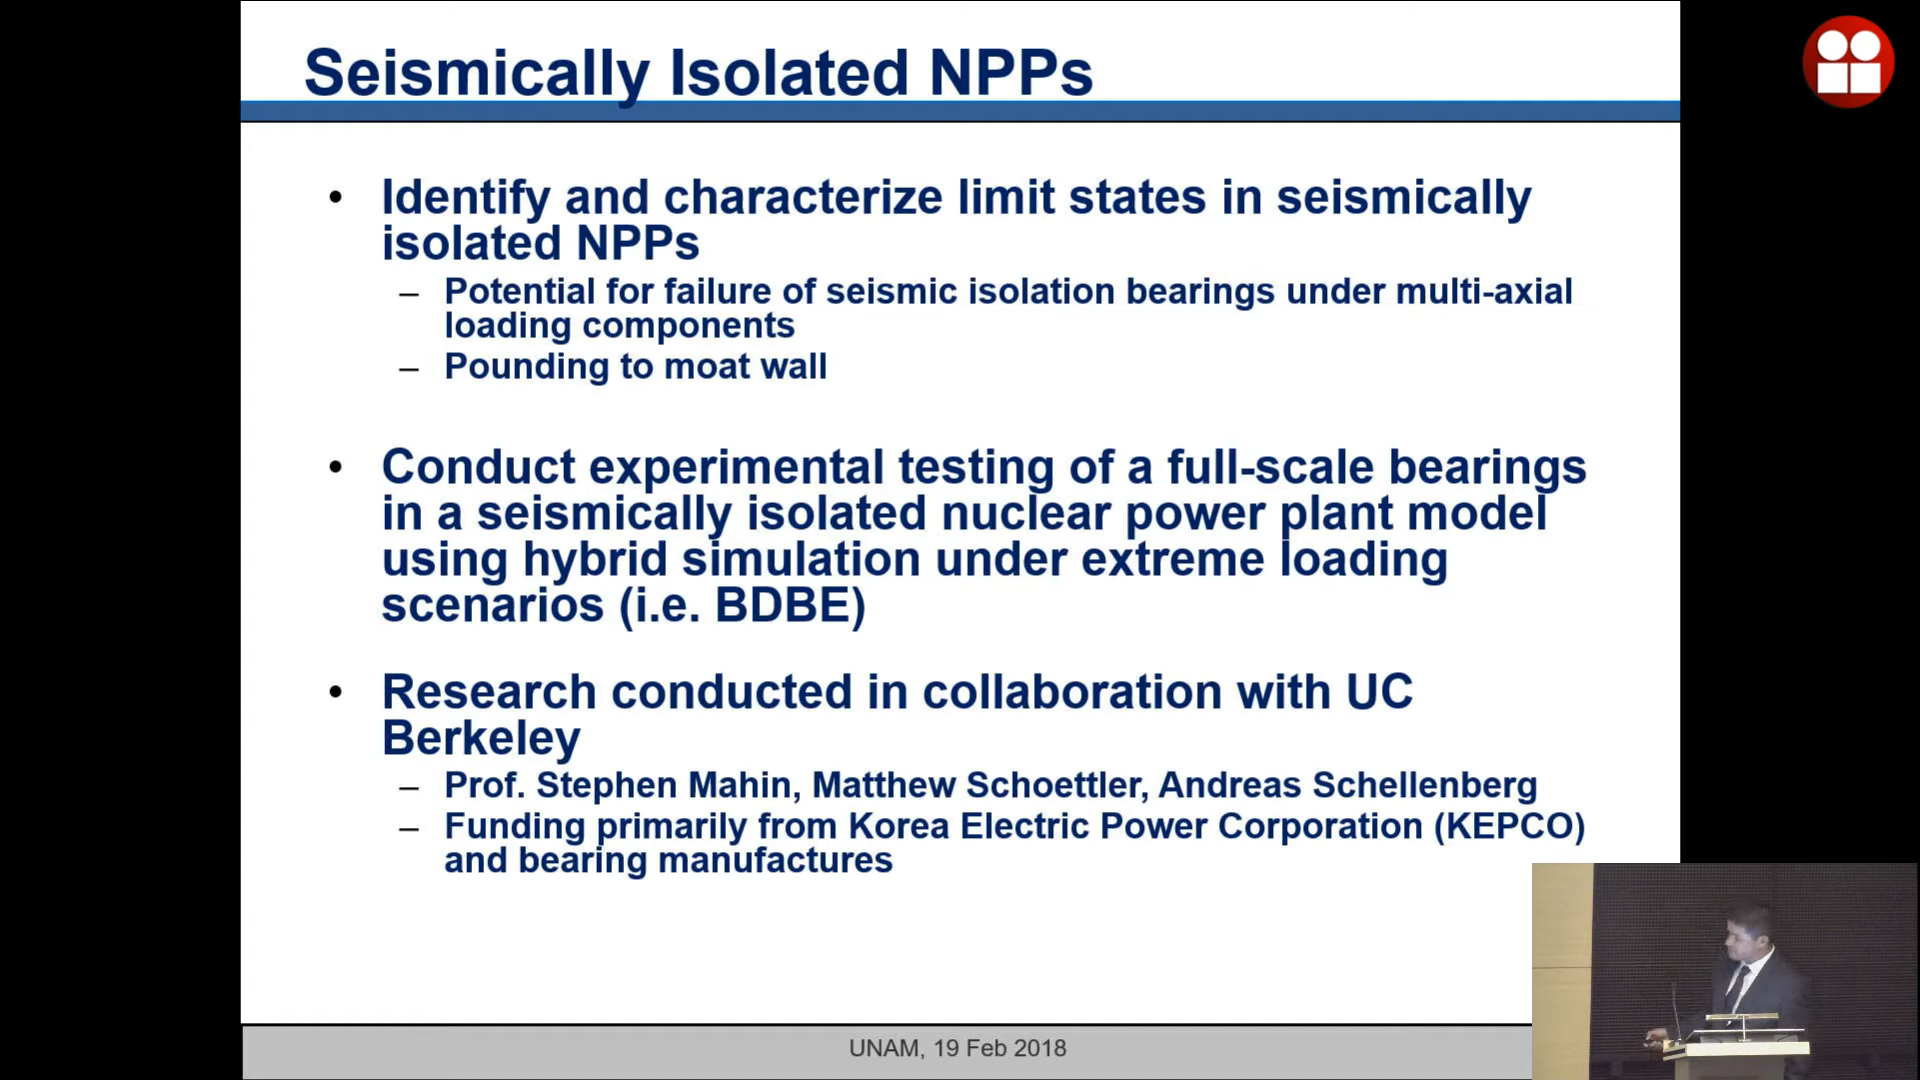 Seismically Isolated NPPs
• Identify and characterize limit states in seismically
isolated NPPs
– Potential for failure of seismic isolation bearings under multi-axial
loading components
– Pounding to moat wall
• Conduct experimental testing of a full-scale bearings
in a seismically isolated nuclear power plant model
using hybrid simulation under extreme loading
scenarios (i.e. BDBE)
• Research conducted in collaboration with UC
Berkeley
– Prof. Stephen Mahin, Matthew Schoettler, Andreas Schellenberg
– Funding primarily from Korea Electric Power Corporation (KEPCO)
and bearing manufactures
UNAM, 19 Feb 2018